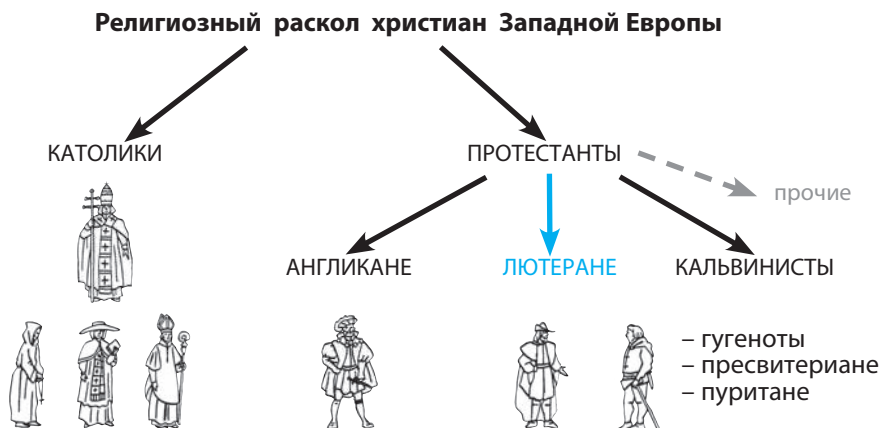 Религиозный раскол христиан Западной Европы
КАТОЛИКИ
ПРОТЕСТАНТЫ
прочие
АНГЛИКАНЕ
ЛЮТЕРАНЕ
КАЛЬВИНИСТЫ
– гугеноты
– пресвитериане
– пуритане